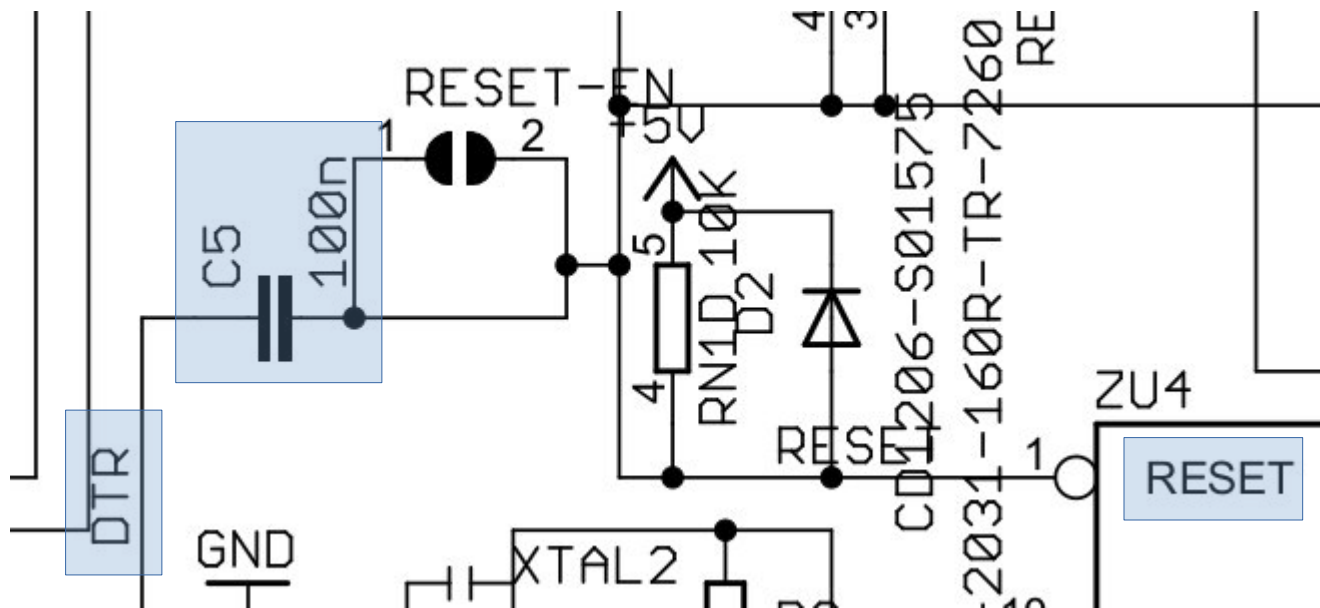 4
3
RE
RESET-EN
+5V
1
2
100n
C5
5
4
RN1D 10K
D2
CD1206-S01575
-2031-160R-TR-7260
ZU4
RESET
1
RESET
DTR
GND
XTAL2